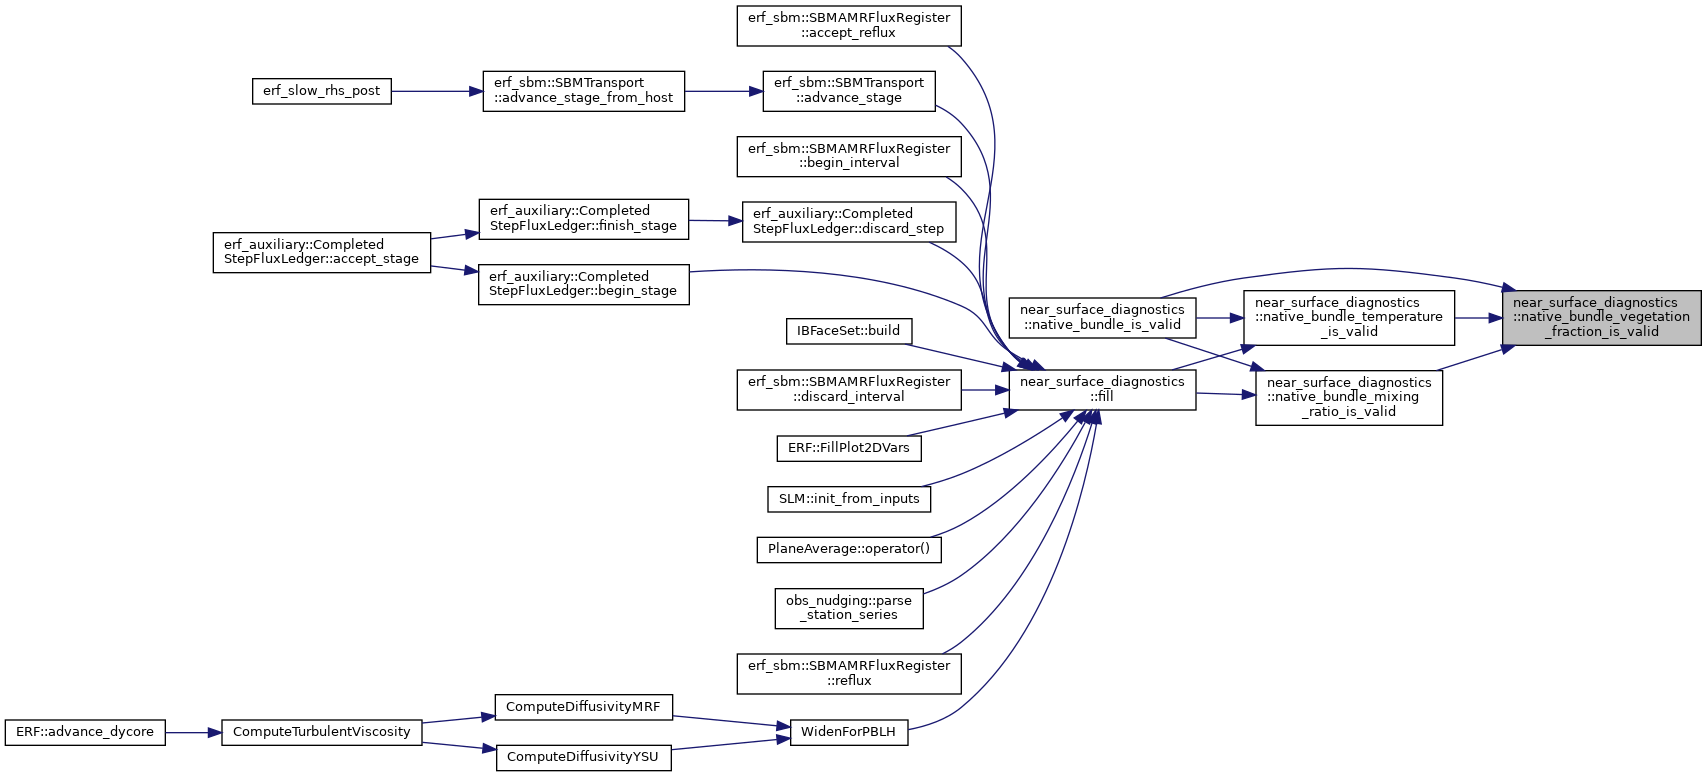 erf_sbm::SBMAMRFluxRegister
::accept_reflux
erf_slow_rhs_post
erf_sbm::SBMTransport
::advance_stage_from_host
erf_sbm::SBMTransport
::advance_stage
erf_sbm::SBMAMRFluxRegister
::begin_interval
erf_auxiliary::Completed
StepFluxLedger::accept_stage
erf_auxiliary::Completed
StepFluxLedger::finish_stage
erf_auxiliary::Completed
StepFluxLedger::discard_step
erf_auxiliary::Completed
StepFluxLedger::begin_stage
near_surface_diagnostics
::native_bundle_is_valid
near_surface_diagnostics
::native_bundle_temperature
_is_valid
near_surface_diagnostics
::native_bundle_vegetation
_fraction_is_valid
IBFaceSet::build
erf_sbm::SBMAMRFluxRegister
::discard_interval
near_surface_diagnostics
::fill
near_surface_diagnostics
::native_bundle_mixing
_ratio_is_valid
ERF::FillPlot2DVars
SLM::init_from_inputs
PlaneAverage::operator()
obs_nudging::parse
_station_series
erf_sbm::SBMAMRFluxRegister
::reflux
ERF::advance_dycore
ComputeTurbulentViscosity
ComputeDiffusivityMRF
ComputeDiffusivityYSU
WidenForPBLH